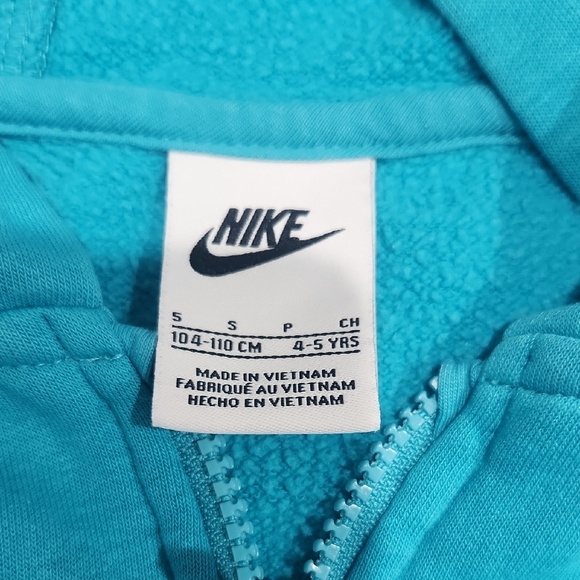 NIKE
S S P CH
104-110 CM 4-5 YRS
MADE IN VIETNAM
FABRIQUÉ AU VIETNAM
HECHO EN VIETNAM